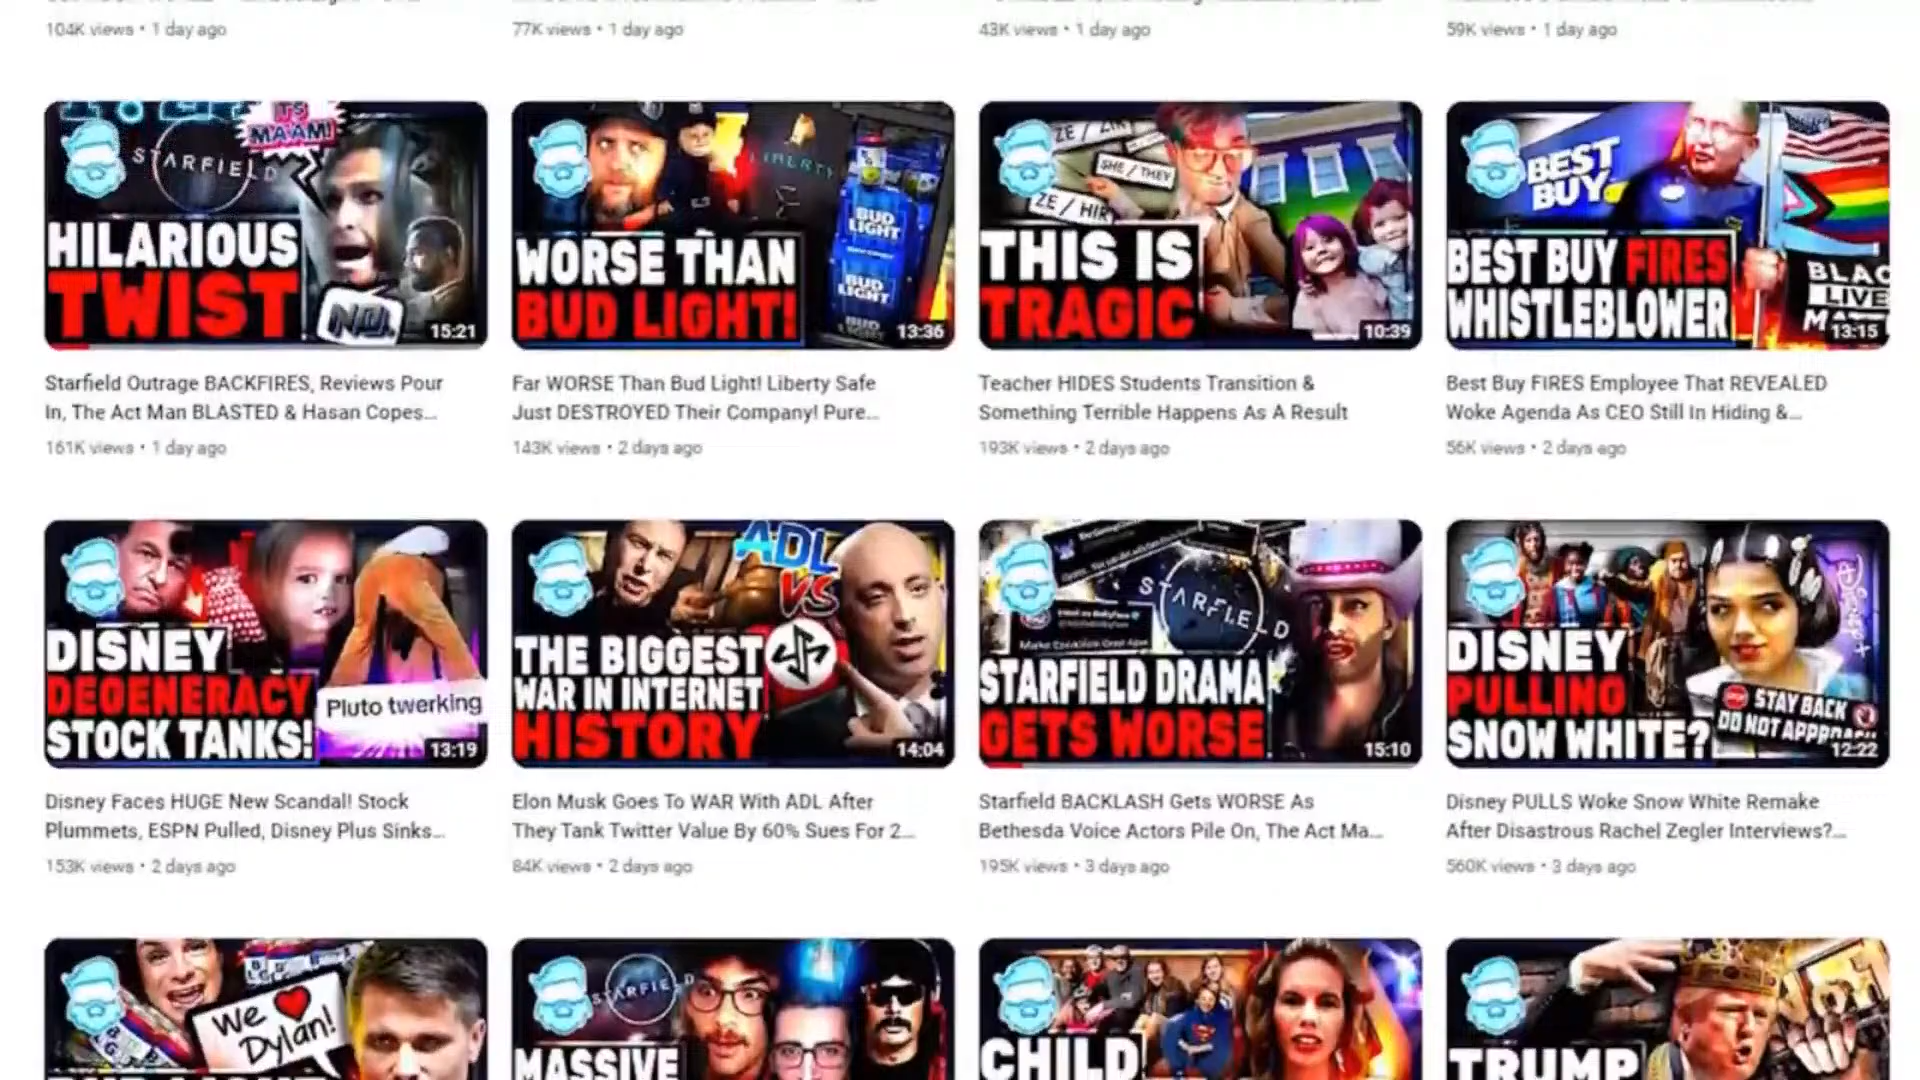 104K views • 1 day ago
77K views • 1 day ago
43K views • 1 day ago
59K views • 1 day ago
IT'S
MAAM!
STARFIELD
HILARIOUS
TWIST
NO.
15:21
LIBERTY
BUD
LIGHT
BUD
LIGHT
BUD
WORSE THAN
BUD LIGHT!
13:36
ZE / ZIR
SHE / THEY
ZE / HIR
THIS IS
TRAGIC
10:39
BEST
BUY
BEST BUY FIRES
WHISTLEBLOWER
BLAC
LIVE
13:15
Starfield Outrage BACKFIRES, Reviews Pour
In, The Act Man BLASTED & Hasan Copes...
161K views • 1 day ago
Far WORSE Than Bud Light! Liberty Safe
Just DESTROYED Their Company! Pure...
143K views • 2 days ago
Teacher HIDES Students Transition &
Something Terrible Happens As A Result
193K views • 2 days ago
Best Buy FIRES Employee That REVEALED
Woke Agenda As CEO Still In Hiding &...
56K views • 2 days ago
DISNEY
DEGENERACY
STOCK TANKS!
Pluto twerking
13:19
ADL
VS
THE BIGGEST
WAR IN INTERNET
HISTORY
14:04
STARFIELD
STARFIELD DRAMA
GETS WORSE
15:10
Disney+
DISNEY
PULLING
SNOW WHITE?
STAY BACK
DO NOT APPROACH
12:22
Disney Faces HUGE New Scandal! Stock
Plummets, ESPN Pulled, Disney Plus Sinks...
153K views • 2 days ago
Elon Musk Goes To WAR With ADL After
They Tank Twitter Value By 60% Sues For 2...
84K views • 2 days ago
Starfield BACKLASH Gets WORSE As
Bethesda Voice Actors Pile On, The Act Ma...
195K views • 3 days ago
Disney PULLS Woke Snow White Remake
After Disastrous Rachel Zegler Interviews?...
560K views • 3 days ago
We ❤
Dylan!
STARFIELD
MASSIVE
CHILD
TRUMP